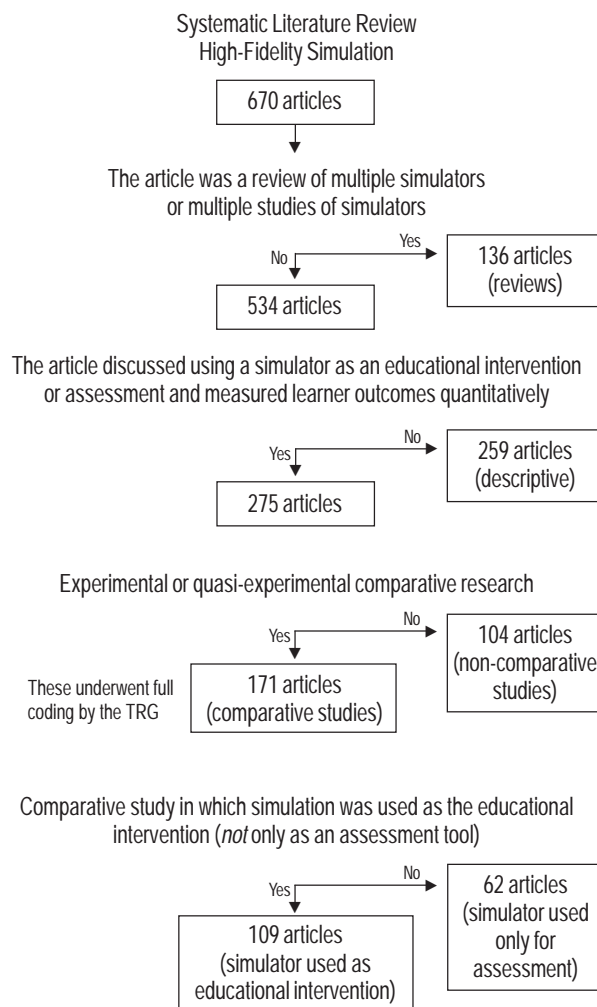 Systematic Literature Review
High-Fidelity Simulation
670 articles
The article was a review of multiple simulators
or multiple studies of simulators
No
Yes
136 articles
(reviews)
534 articles
The article discussed using a simulator as an educational intervention
or assessment and measured learner outcomes quantitatively
Yes
No
259 articles
(descriptive)
275 articles
Experimental or quasi-experimental comparative research
Yes
No
104 articles
(non-comparative
studies)
These underwent full
coding by the TRG
171 articles
(comparative studies)
Comparative study in which simulation was used as the educational
intervention (not only as an assessment tool)
Yes
No
62 articles
(simulator used
only for
assessment)
109 articles
(simulator used as
educational intervention)